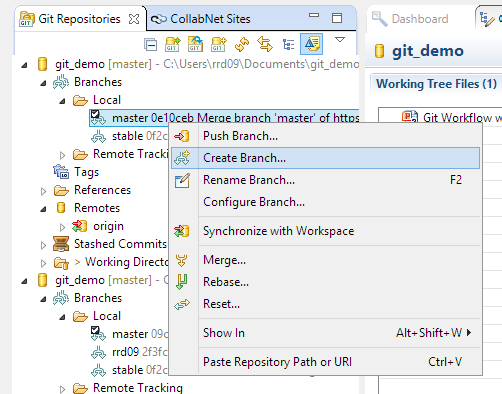 Git Repositories
CollabNet Sites
Dashboard
git_demo [master] - C:\Users\rrd09\Documents\git_demo
Branches
Local
master 0e10ceb Merge branch 'master' of https
stable 0f2c
Remote Tracking
Tags
References
Remotes
origin
Stashed Commits
> Working Directo
git_demo [master] - C
Branches
Local
master 09c
rrd09 2f3fc
stable 0f2c
Remote Tracking
Push Branch...
Create Branch...
Rename Branch... F2
Configure Branch...
Synchronize with Workspace
Merge...
Rebase...
Reset...
Show In Alt+Shift+W
Paste Repository Path or URI Ctrl+V
git_demo
Working Tree Files (1)
Git Workflow w